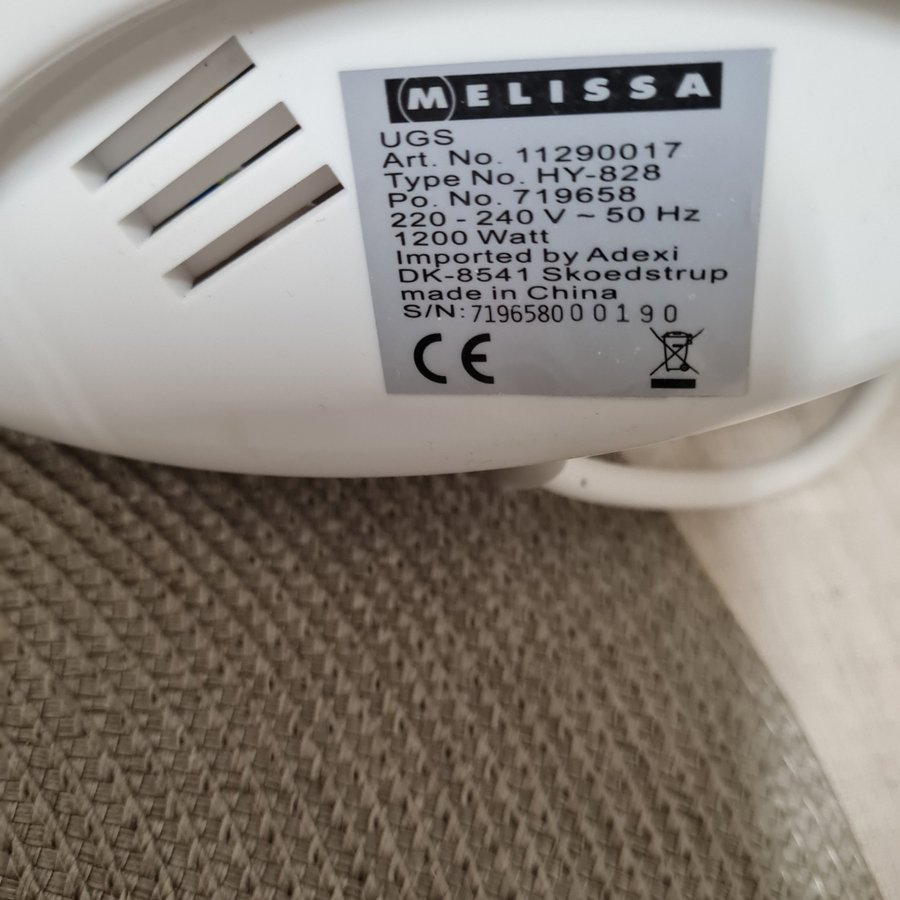 MELISSA
UGS
Art. No. 11290017
Type No. HY-828
Po. No. 719658
220 - 240 V ~ 50 Hz
1200 Watt
Imported by Adexi
DK-8541 Skoedstrup
made in China
S/N: 719658000190
CE